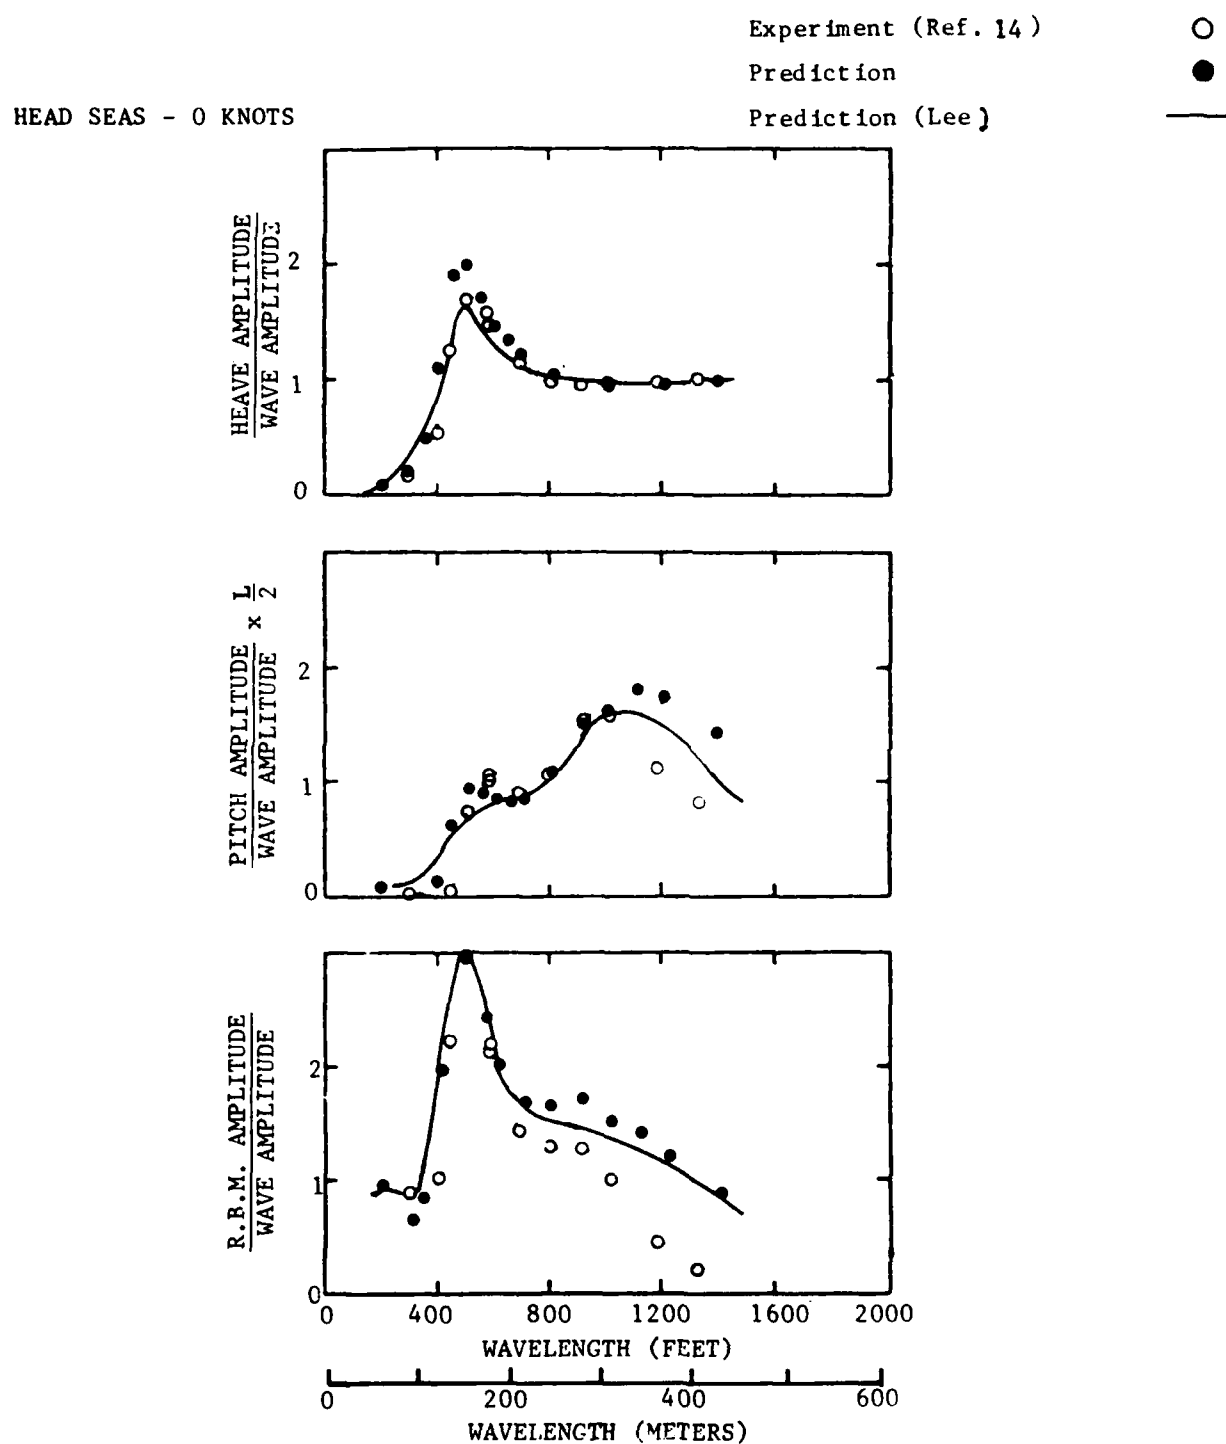 Experiment (Ref. 14)
Prediction
HEAD SEAS - 0 KNOTS
Prediction (Lee)
HEAVE AMPLITUDE
WAVE AMPLITUDE
2
1
0
PITCH AMPLITUDE x L
WAVE AMPLITUDE 2
2
1
0
R.B.M. AMPLITUDE
WAVE AMPLITUDE
2
1
0
0 400 800 1200 1600 2000
WAVELENGTH (FEET)
0 200 400 600
WAVELENGTH (METERS)